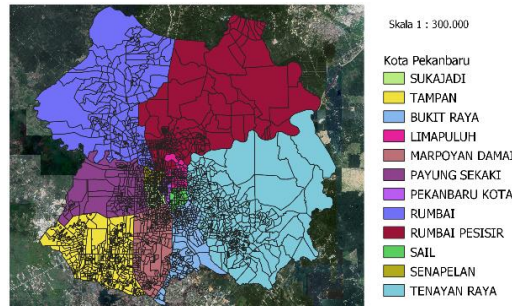 Skala 1 : 300.000
Kota Pekanbaru
SUKAJADI
TAMPAN
BUKIT RAYA
LIMAPULUH
MARPOYAN DAMAI
PAYUNG SEKAKI
PEKANBARU KOTA
RUMBAI
RUMBAI PESISIR
SAIL
SENAPELAN
TENAYAN RAYA